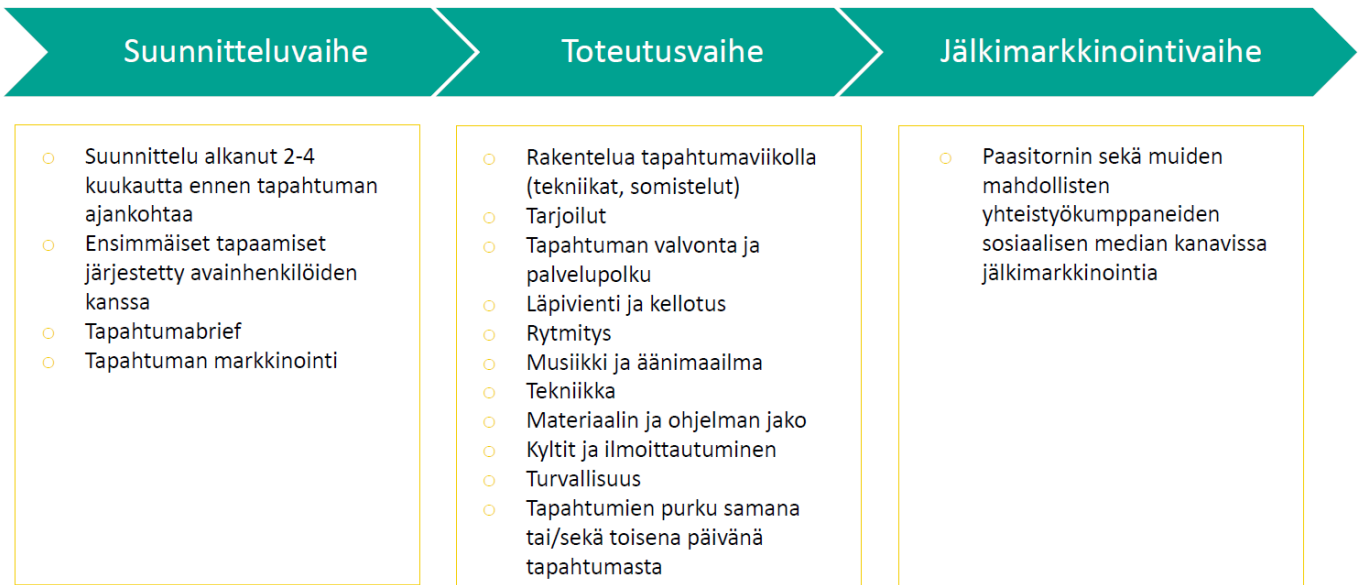 Suunnitteluvaihe
Toteutusvaihe
Jälkimarkkinointivaihe
Suunnittelu alkanut 2-4
kuukautta ennen tapahtuman
ajankohtaa
Ensimmäiset tapaamiset
järjestetty avainhenkilöiden
kanssa
Tapahtumabrief
Tapahtuman markkinointi
Rakentelua tapahtumaviikolla
(tekniikat, somistelut)
Tarjoilut
Tapahtuman valvonta ja
palvelupolku
Läpivienti ja kellotus
Rytmitys
Musiikki ja äänimaailma
Tekniikka
Materiaalin ja ohjelman jako
Kyltit ja ilmoittautuminen
Turvallisuus
Tapahtumien purku samana
tai/sekä toisena päivänä
tapahtumasta
Paasitornin sekä muiden
mahdollisten
yhteistyökumppaneiden
sosiaalisen median kanavissa
jälkimarkkinointia